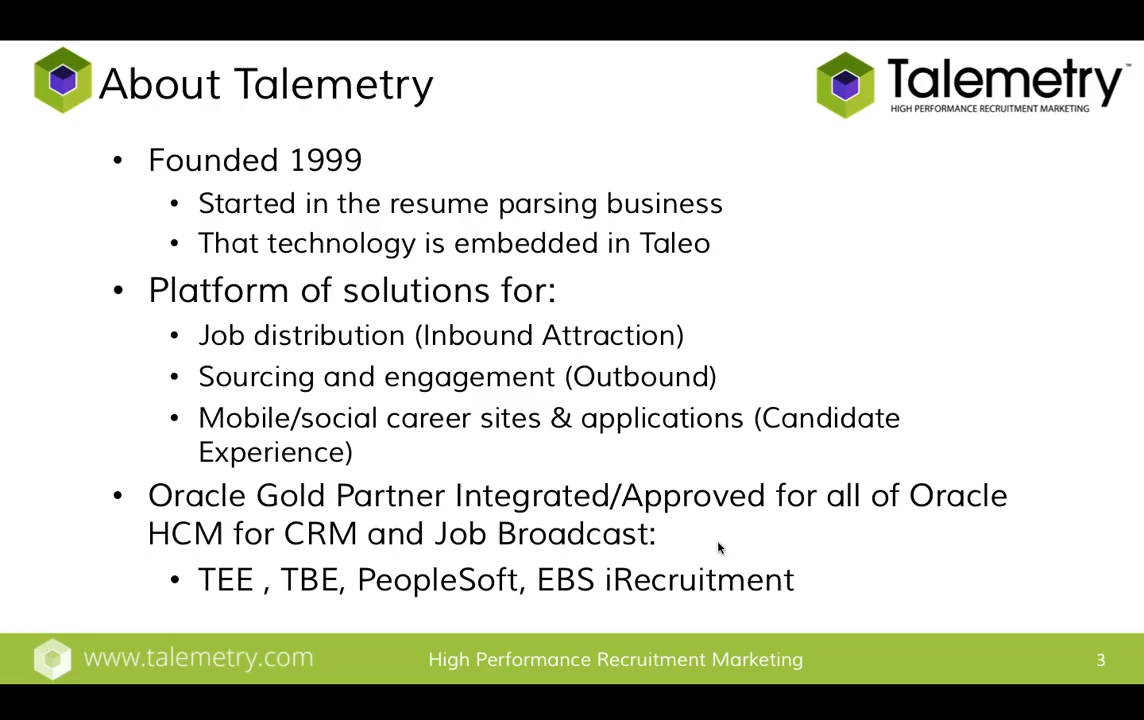 About Talemetry
Talemetry™
HIGH PERFORMANCE RECRUITMENT MARKETING
• Founded 1999
• Started in the resume parsing business
• That technology is embedded in Taleo
• Platform of solutions for:
• Job distribution (Inbound Attraction)
• Sourcing and engagement (Outbound)
• Mobile/social career sites & applications (Candidate
Experience)
• Oracle Gold Partner Integrated/Approved for all of Oracle
HCM for CRM and Job Broadcast:
• TEE , TBE, PeopleSoft, EBS iRecruitment
www.talemetry.com
High Performance Recruitment Marketing
3